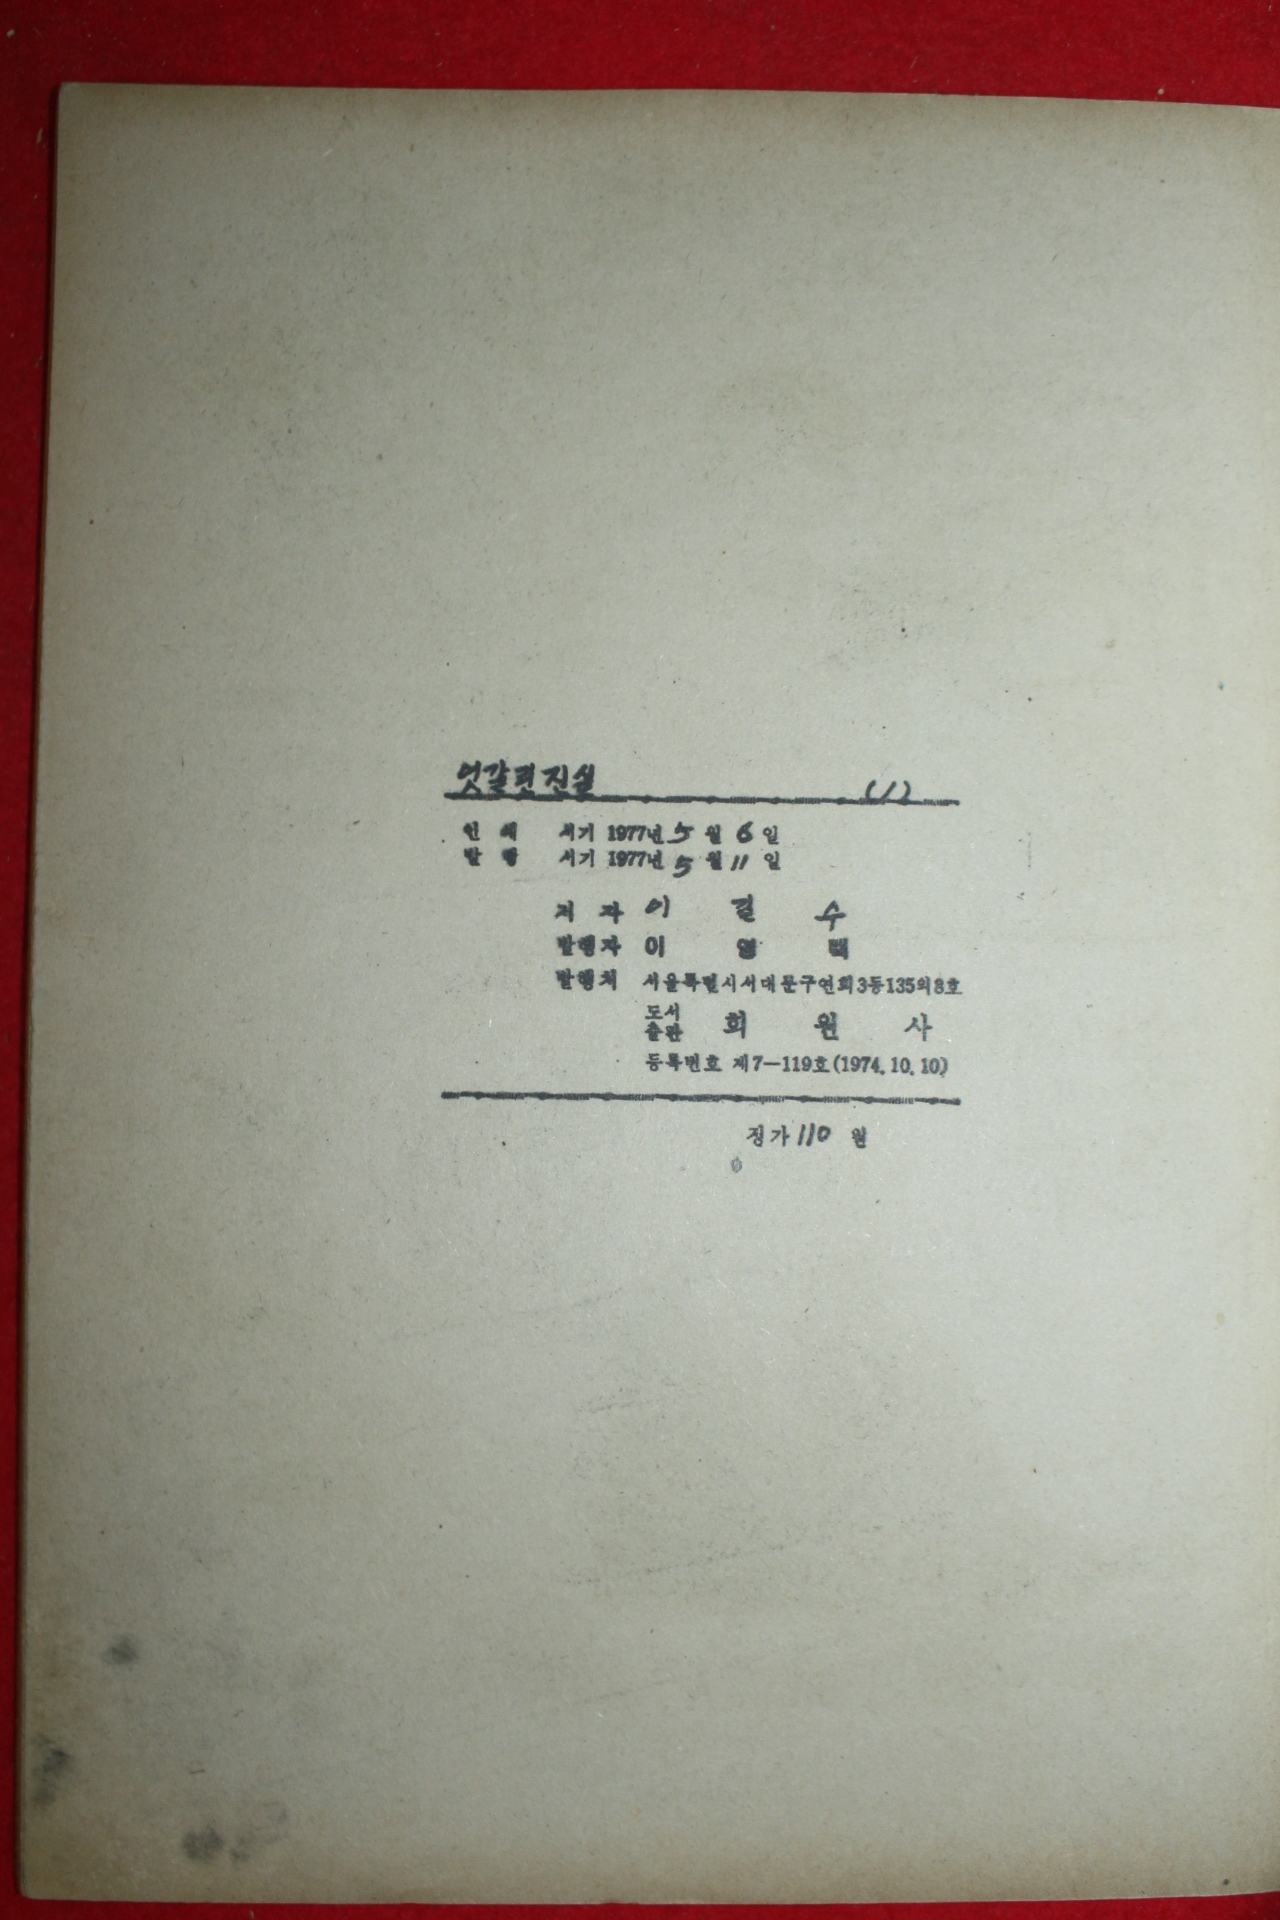 엇갈린 진실 (1)
인 쇄 서기 1977년 5월 6일
발 행 서기 1977년 5월 11일
저 자 이 길 수
발행자 이 영 택
발행처 서울특별시서대문구연희3동135의8호
도서출판 회 원 사
등록번호 제7—119호(1974. 10. 10)
정가 110 원